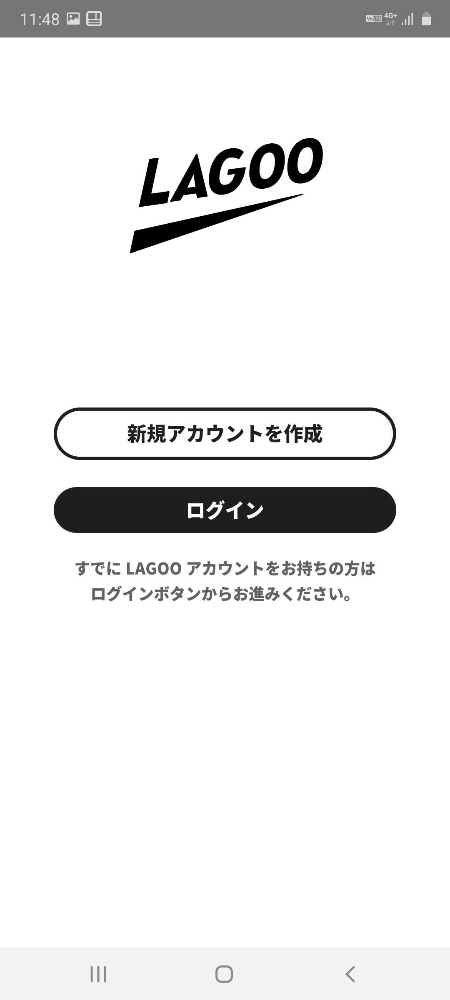 11:48
VoLTE 4G+
LAGOO
新規アカウントを作成
ログイン
すでに LAGOO アカウントをお持ちの方は
ログインボタンからお進みください。